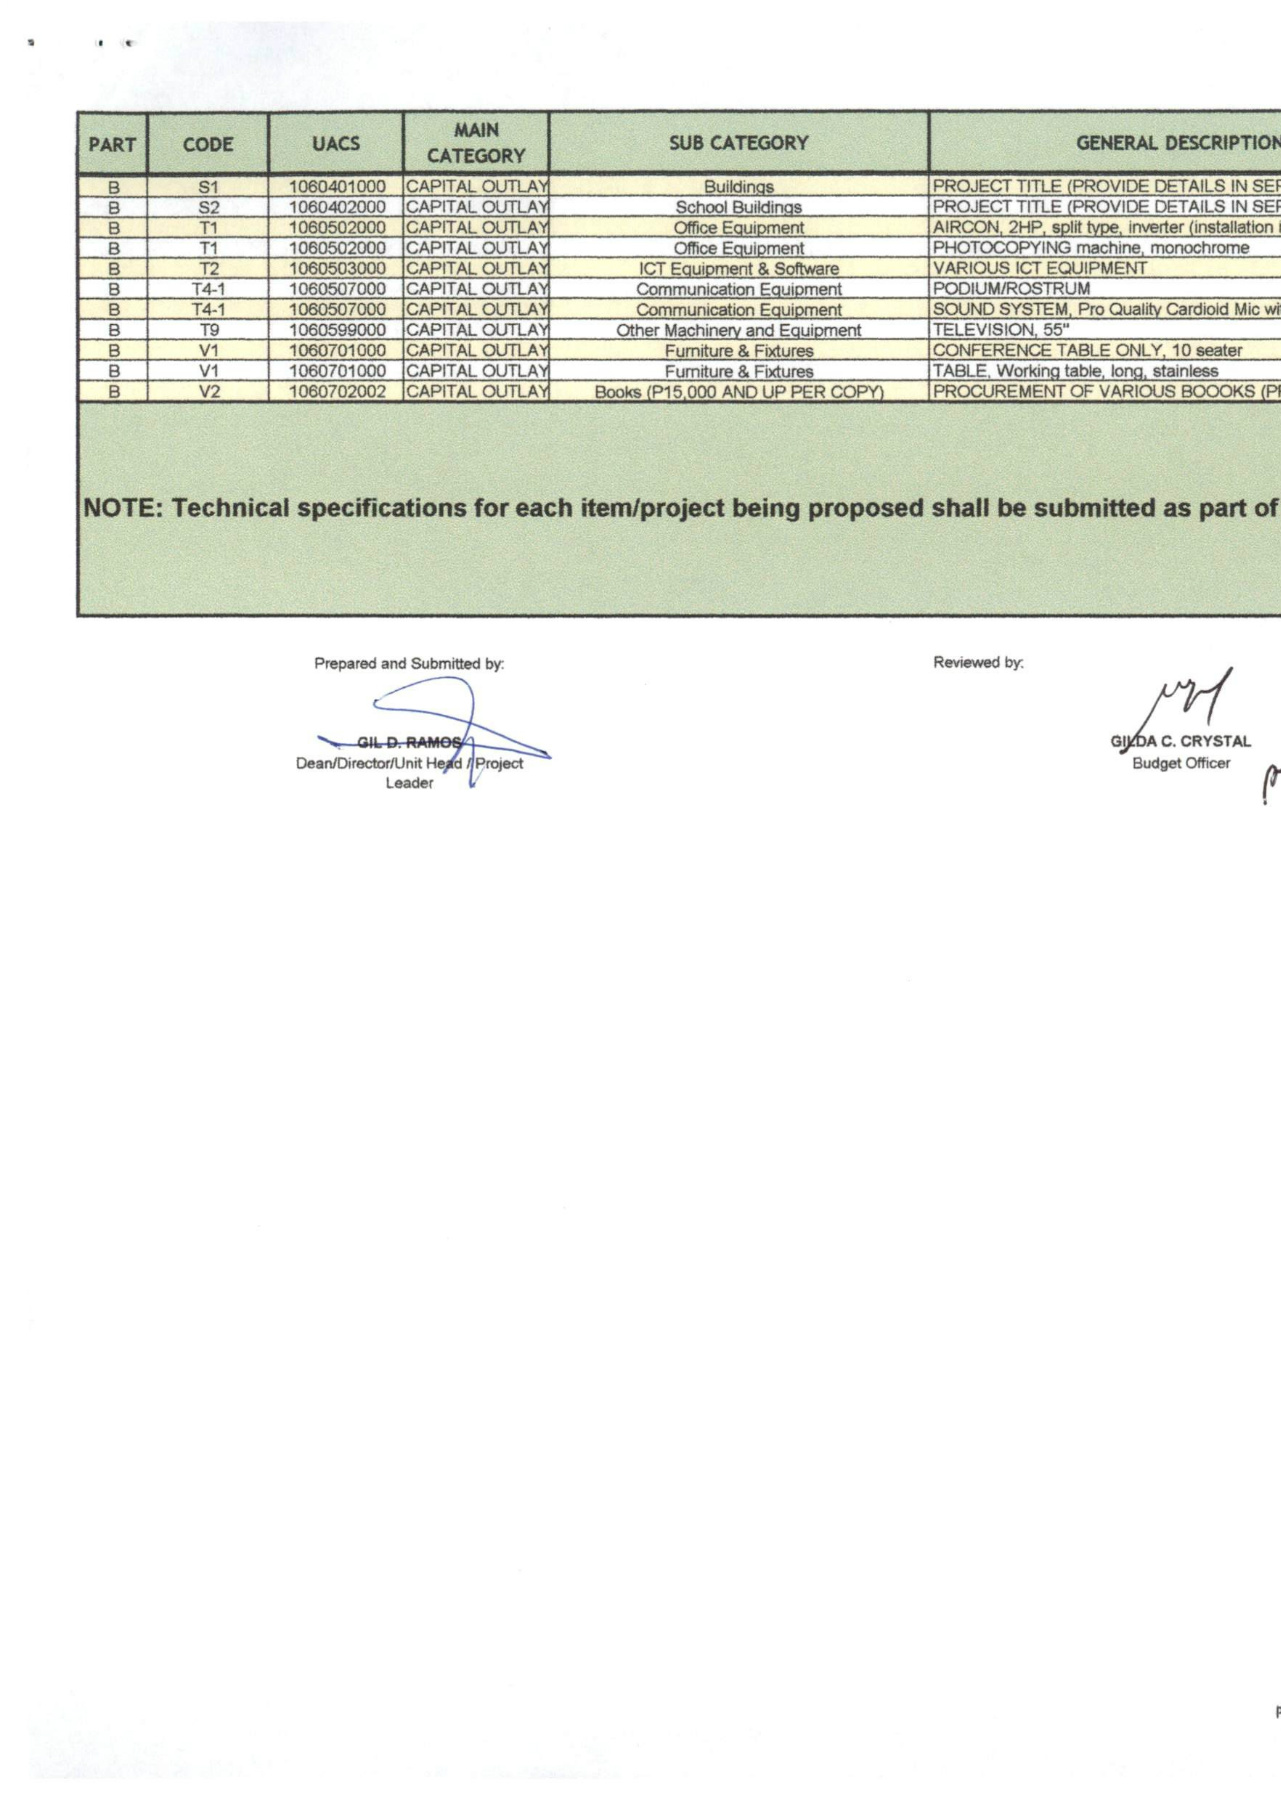 PART CODE UACS MAIN CATEGORY SUB CATEGORY GENERAL DESCRIPTION
B S1 1060401000 CAPITAL OUTLAY Buildings PROJECT TITLE (PROVIDE DETAILS IN SEP
B S2 1060402000 CAPITAL OUTLAY School Buildings PROJECT TITLE (PROVIDE DETAILS IN SEP
B T1 1060502000 CAPITAL OUTLAY Office Equipment AIRCON, 2HP, split type, inverter (installation
B T1 1060502000 CAPITAL OUTLAY Office Equipment PHOTOCOPYING machine, monochrome
B T2 1060503000 CAPITAL OUTLAY ICT Equipment & Software VARIOUS ICT EQUIPMENT
B T4-1 1060507000 CAPITAL OUTLAY Communication Equipment PODIUM/ROSTRUM
B T4-1 1060507000 CAPITAL OUTLAY Communication Equipment SOUND SYSTEM, Pro Quality Cardioid Mic
B T9 1060599000 CAPITAL OUTLAY Other Machinery and Equipment TELEVISION, 55"
B V1 1060701000 CAPITAL OUTLAY Furniture & Fixtures CONFERENCE TABLE ONLY, 10 seater
B V1 1060701000 CAPITAL OUTLAY Furniture & Fixtures TABLE, Working table, long, stainless
B V2 1060702002 CAPITAL OUTLAY Books (P15,000 AND UP PER COPY) PROCUREMENT OF VARIOUS BOOOKS
NOTE: Technical specifications for each item/project being proposed shall be submitted as part of
Prepared and Submitted by: Reviewed by:
GIL D. RAMOS GILDA C. CRYSTAL
Dean/Director/Unit Head / Project Budget Officer
Leader